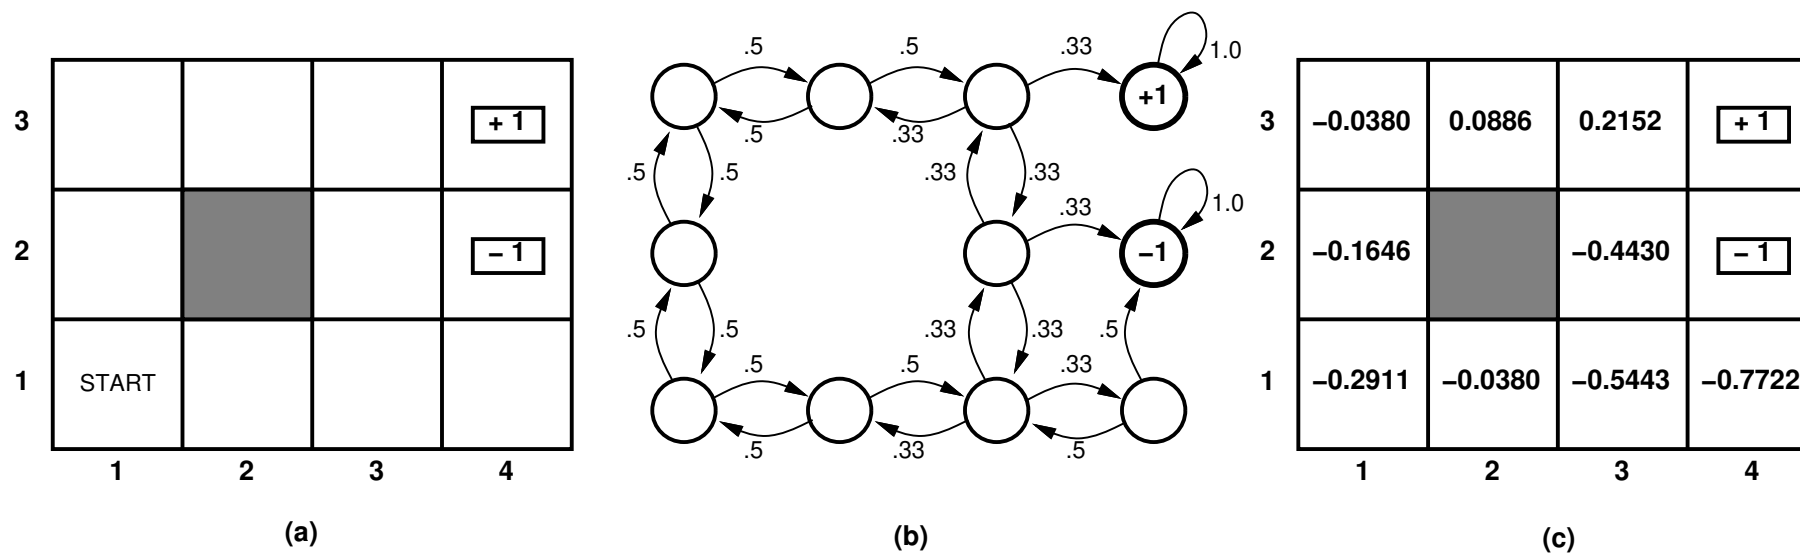 3
+ 1
2
– 1
1
START
1 2 3 4
(a)
.5 .5 .33 1.0
+1
.5 .33
.5 .5 .33 .33
.33 1.0
–1
.5 .5 .33 .33 .5
.5 .5 .33
.5 .33 .5
(b)
3 –0.0380 0.0886 0.2152 + 1
2 –0.1646 –0.4430 – 1
1 –0.2911 –0.0380 –0.5443 –0.7722
1 2 3 4
(c)